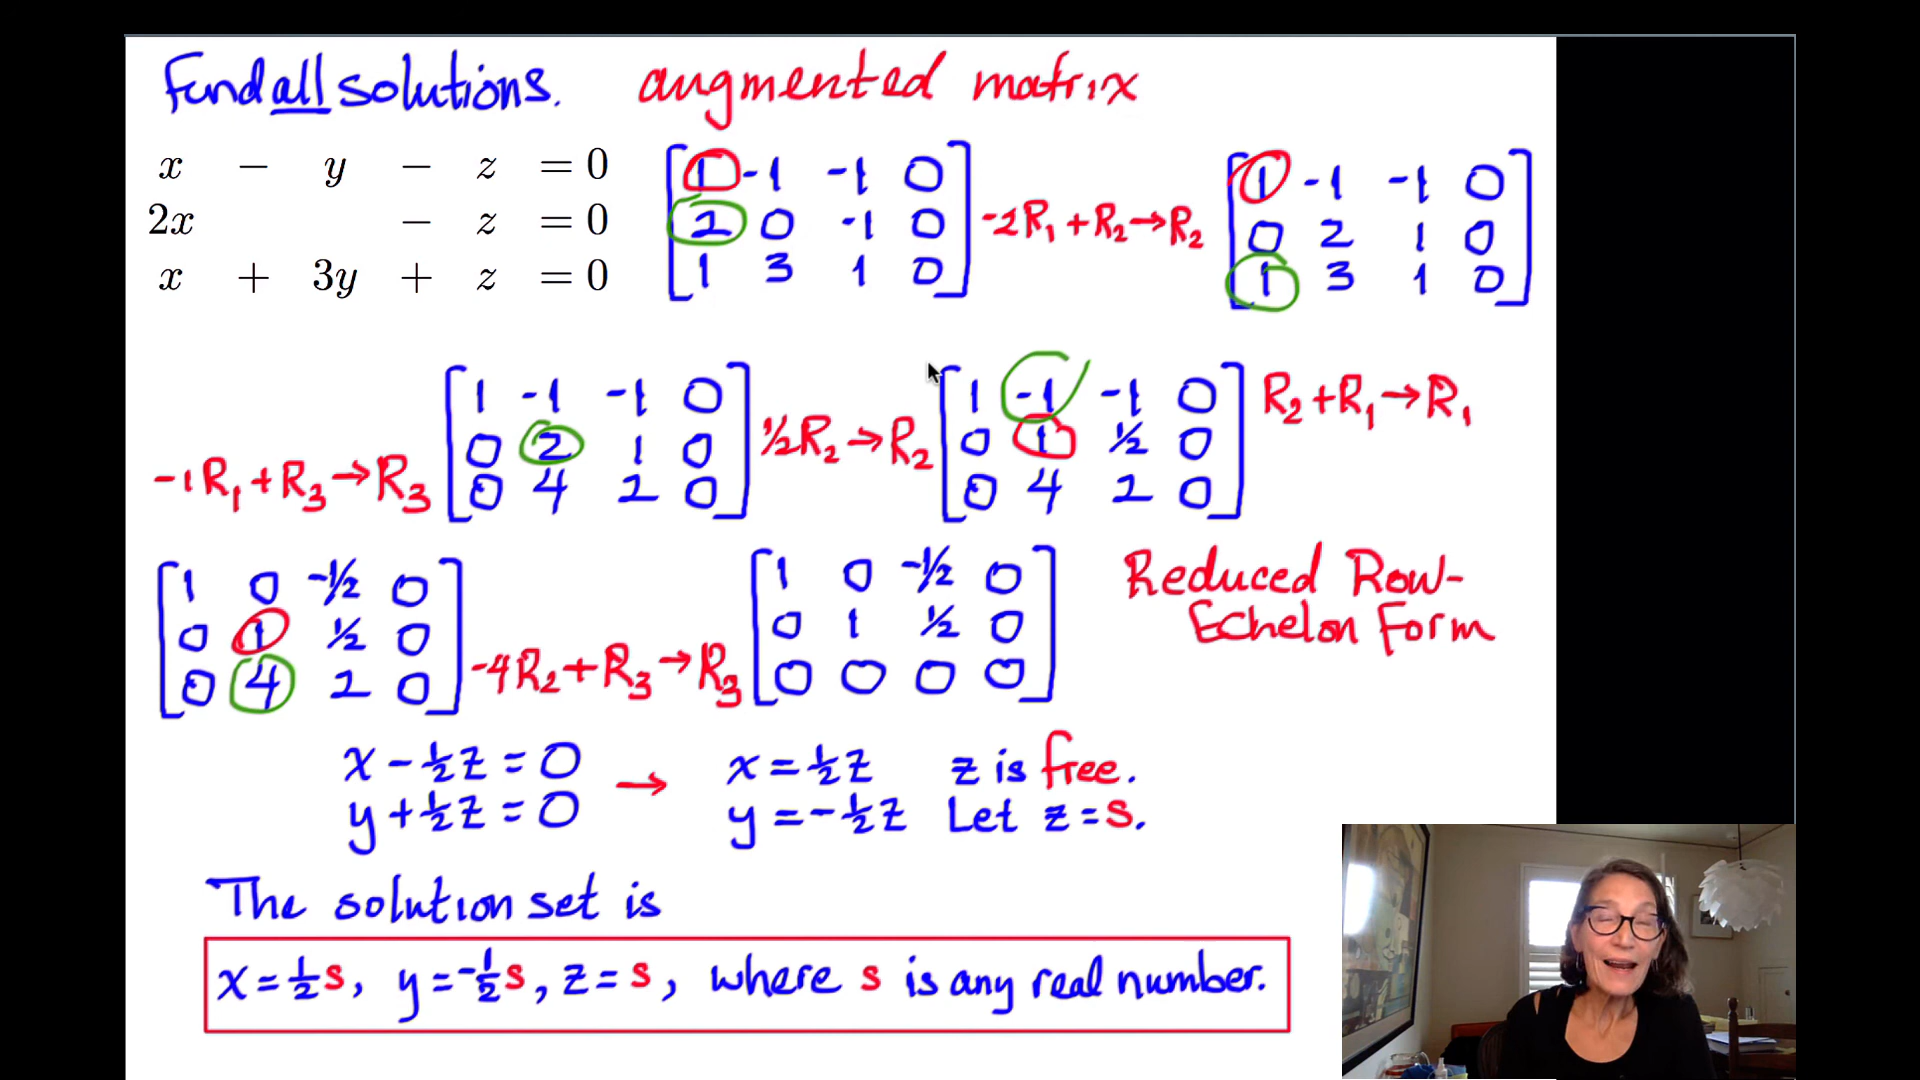 Find all solutions. augmented matrix
x - y - z = 0
2x - z = 0
x + 3y + z = 0
[1 -1 -1 0
2 0 -1 0
1 3 1 0]
-2R₁ + R₂ → R₂
[1 -1 -1 0
0 2 1 0
1 3 1 0]
-1R₁ + R₃ → R₃
[1 -1 -1 0
0 2 1 0
0 4 2 0]
½R₂ → R₂
[1 -1 -1 0
0 1 ½ 0
0 4 2 0]
R₂ + R₁ → R₁
[1 0 -½ 0
0 1 ½ 0
0 4 2 0]
-4R₂ + R₃ → R₃
[1 0 -½ 0
0 1 ½ 0
0 0 0 0]
Reduced Row-
Echelon Form
x - ½z = 0 → x = ½z z is free.
y + ½z = 0 y = -½z Let z = s.
The solution set is
x = ½s, y = -½s, z = s, where s is any real number.